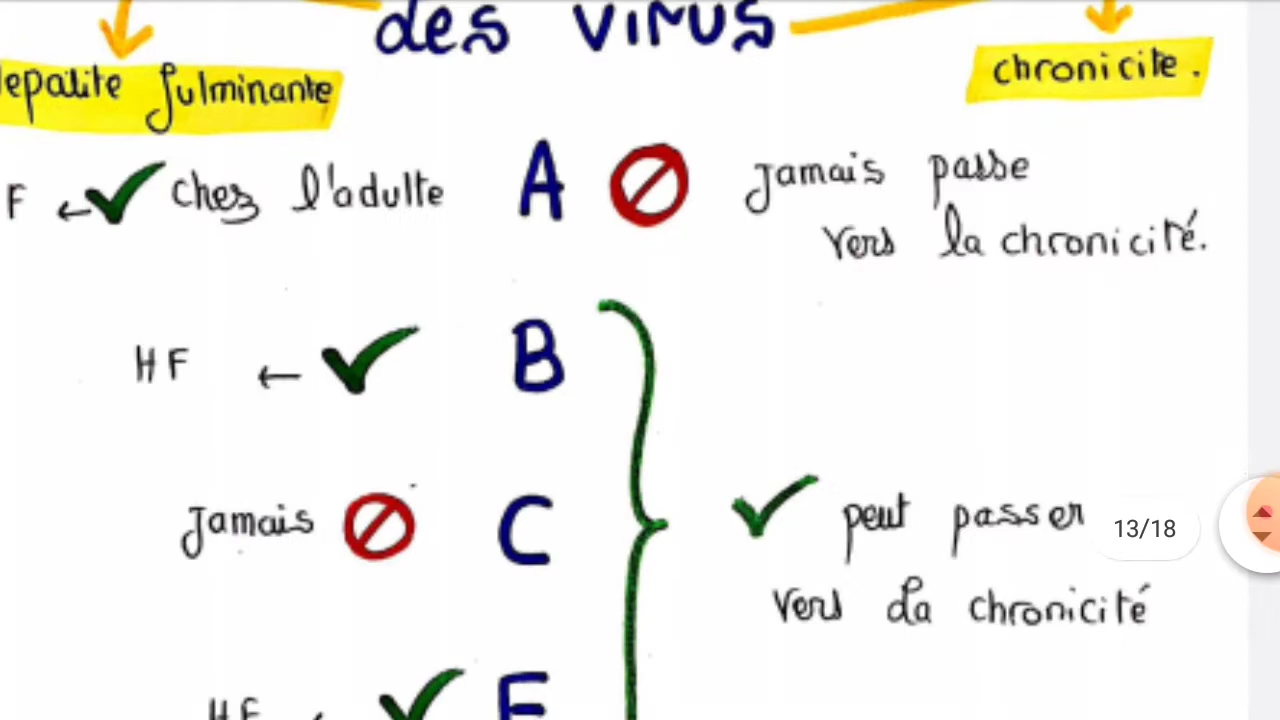 des virus
hepatite fulminante
chronicite.
F ← chez l'adulte A jamais passe
vers la chronicité.
HF ← B
jamais C peut passer
13/18
vers la chronicité
HF ← E